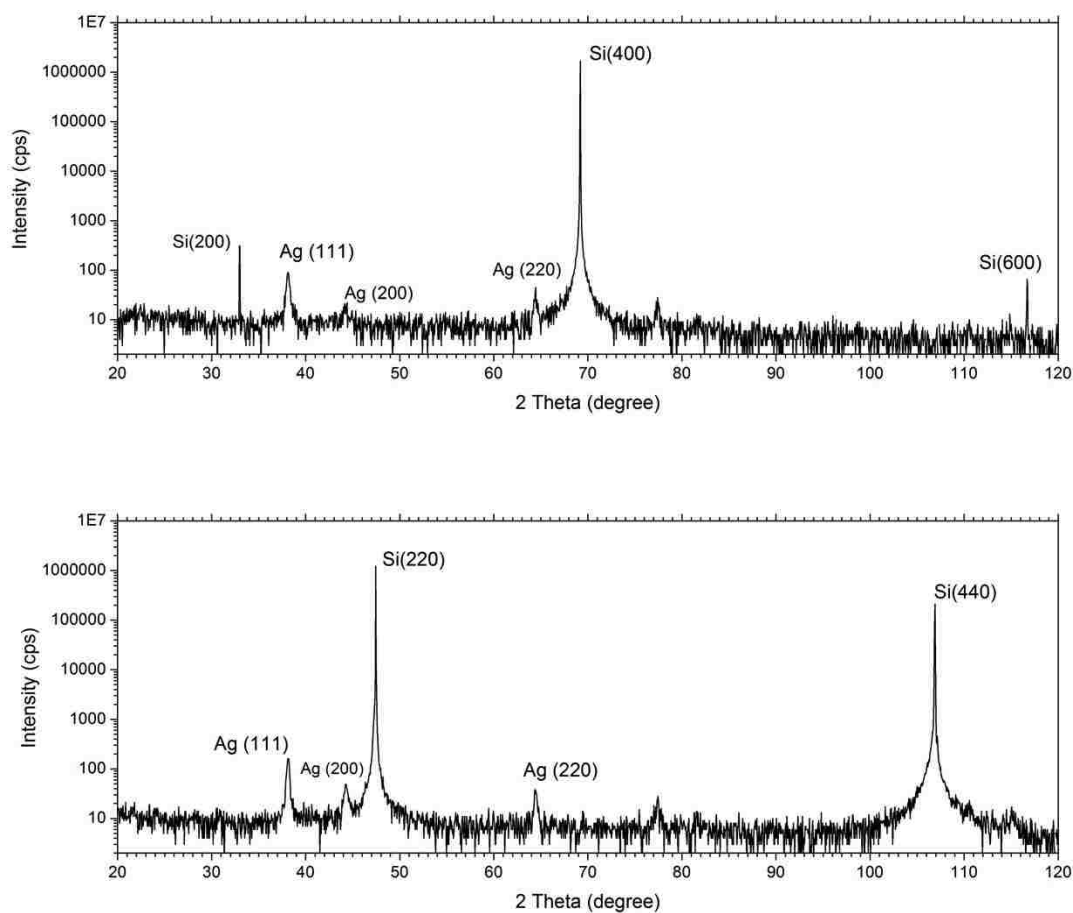 1E7
1000000
100000
10000
1000
100
10
Intensity (cps)
Si(400)
Si(200)
Ag (111)
Ag (200)
Ag (220)
Si(600)
20 30 40 50 60 70 80 90 100 110 120
2 Theta (degree)
1E7
1000000
100000
10000
1000
100
10
Intensity (cps)
Si(220)
Si(440)
Ag (111)
Ag (200)
Ag (220)
20 30 40 50 60 70 80 90 100 110 120
2 Theta (degree)